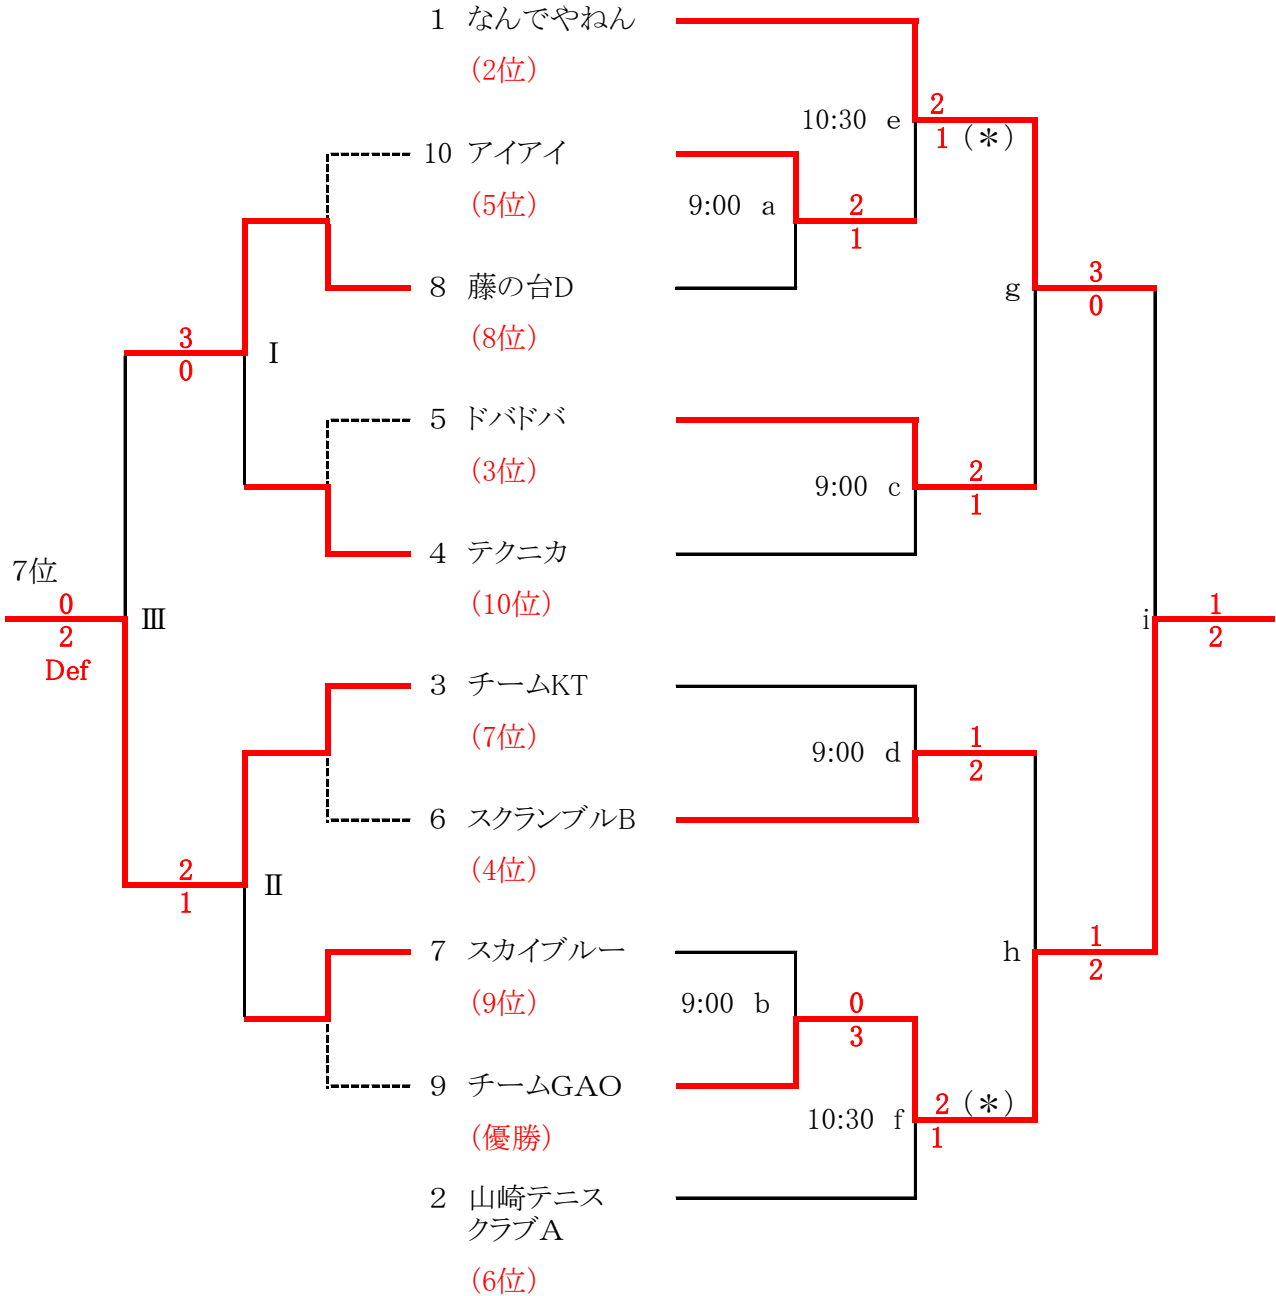 1 なんでやねん
(2位)
2
10:30 e
1 (＊)
10 アイアイ
(5位)
9:00 a
2
1
8 藤の台D
(8位)
g
3
0
3
0
Ⅰ
5 ドバドバ
(3位)
9:00 c
2
1
4 テクニカ
(10位)
7位
0
2
Def
Ⅲ
i
1
2
3 チームKT
(7位)
9:00 d
1
2
6 スクランブルB
(4位)
2
1
Ⅱ
7 スカイブルー
(9位)
9:00 b
0
3
h
1
2
9 チームGAO
(優勝)
10:30 f
2 (＊)
1
2 山崎テニス
クラブA
(6位)